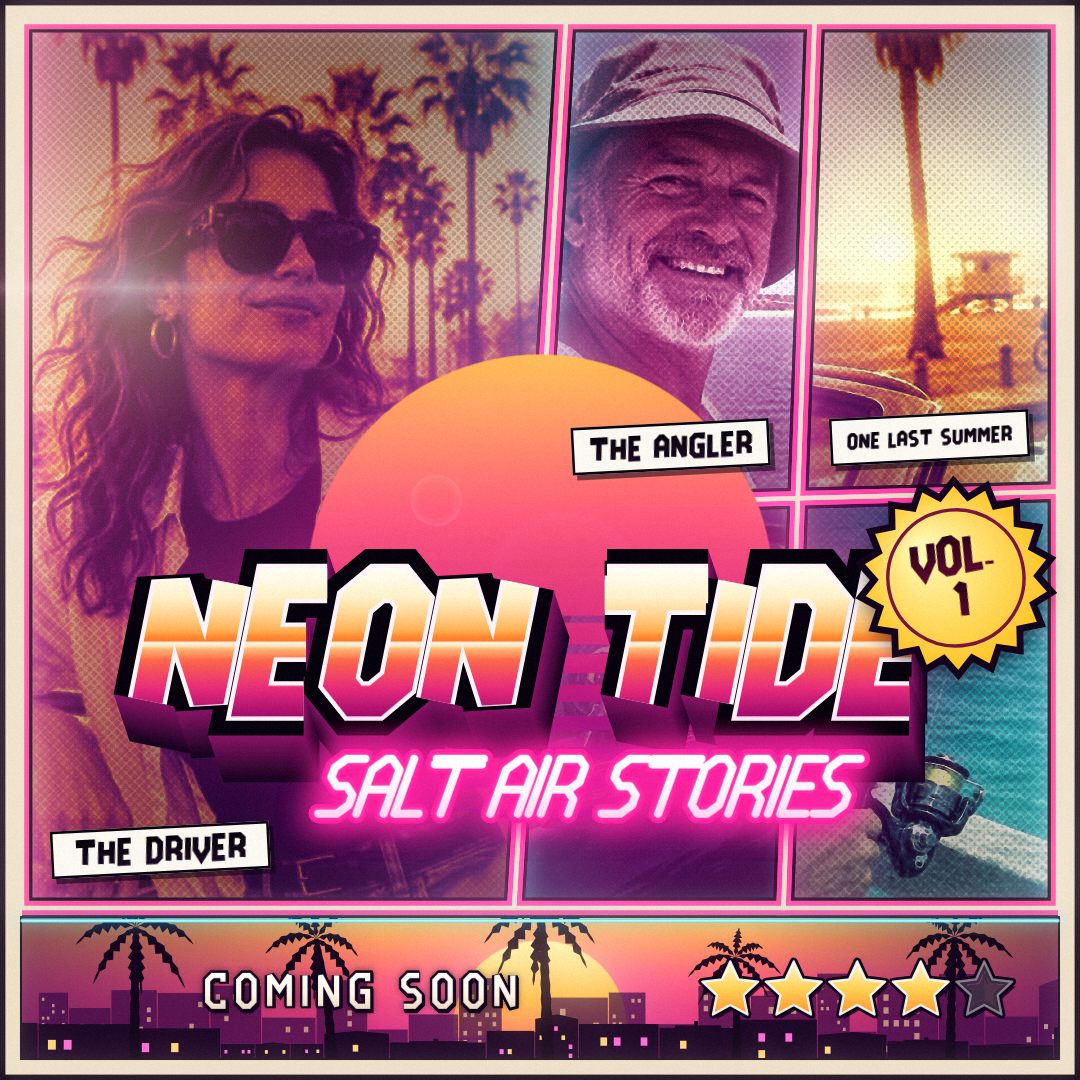 THE ANGLER
ONE LAST SUMMER
VOL.
1
NEON TIDE
SALT AIR STORIES
THE DRIVER
COMING SOON